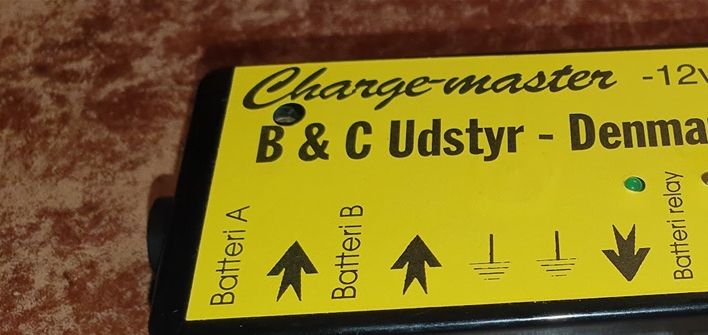 Charge-master -12v
B & C Udstyr - Denma
Batteri A
Batteri B
Batteri relay